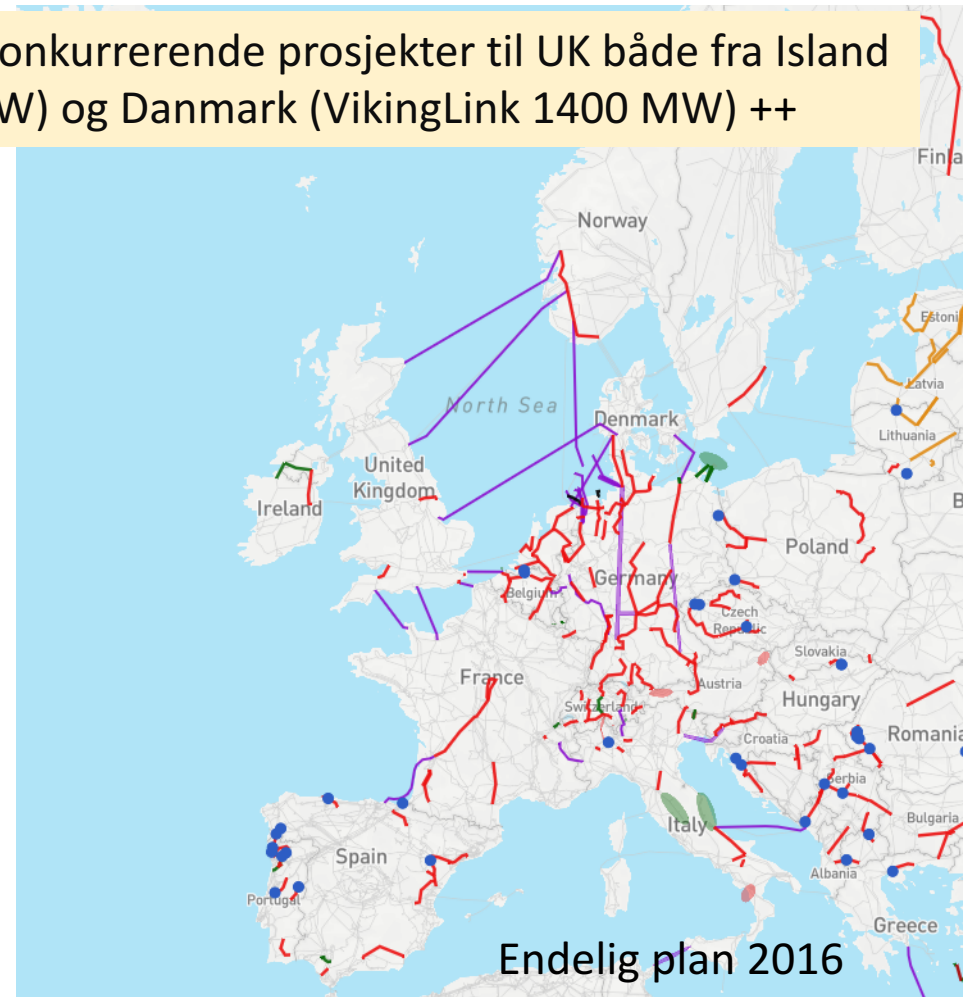 onkurrerende prosjekter til UK både fra Island
W) og Danmark (VikingLink 1400 MW) ++
Finla
Norway
Estoni
Latvia
North Sea
Denmark
Lithuania
United
Kingdom
Ireland
B
Poland
Germany
Belgium
Czech
Republic
Slovakia
France
Austria
Hungary
Switzerland
Romania
Croatia
Serbia
Italy
Bulgaria
Spain
Albania
Portugal
Greece
Endelig plan 2016